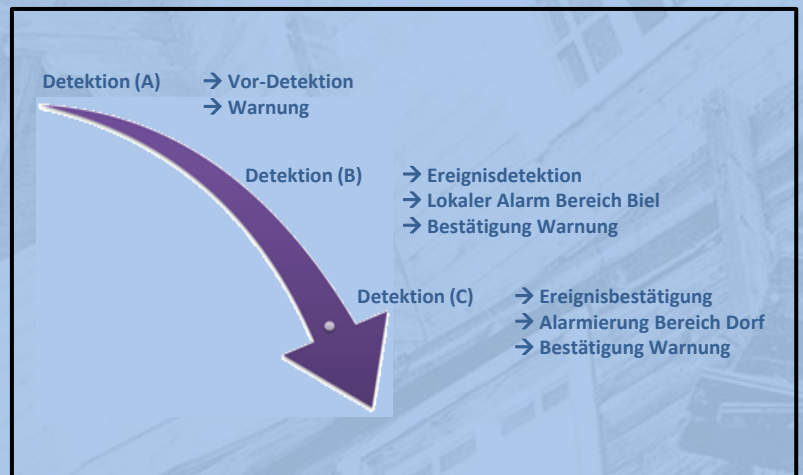 Detektion (A) → Vor-Detektion
→ Warnung
Detektion (B) → Ereignisdetektion
→ Lokaler Alarm Bereich Biel
→ Bestätigung Warnung
Detektion (C) → Ereignisbestätigung
→ Alarmierung Bereich Dorf
→ Bestätigung Warnung